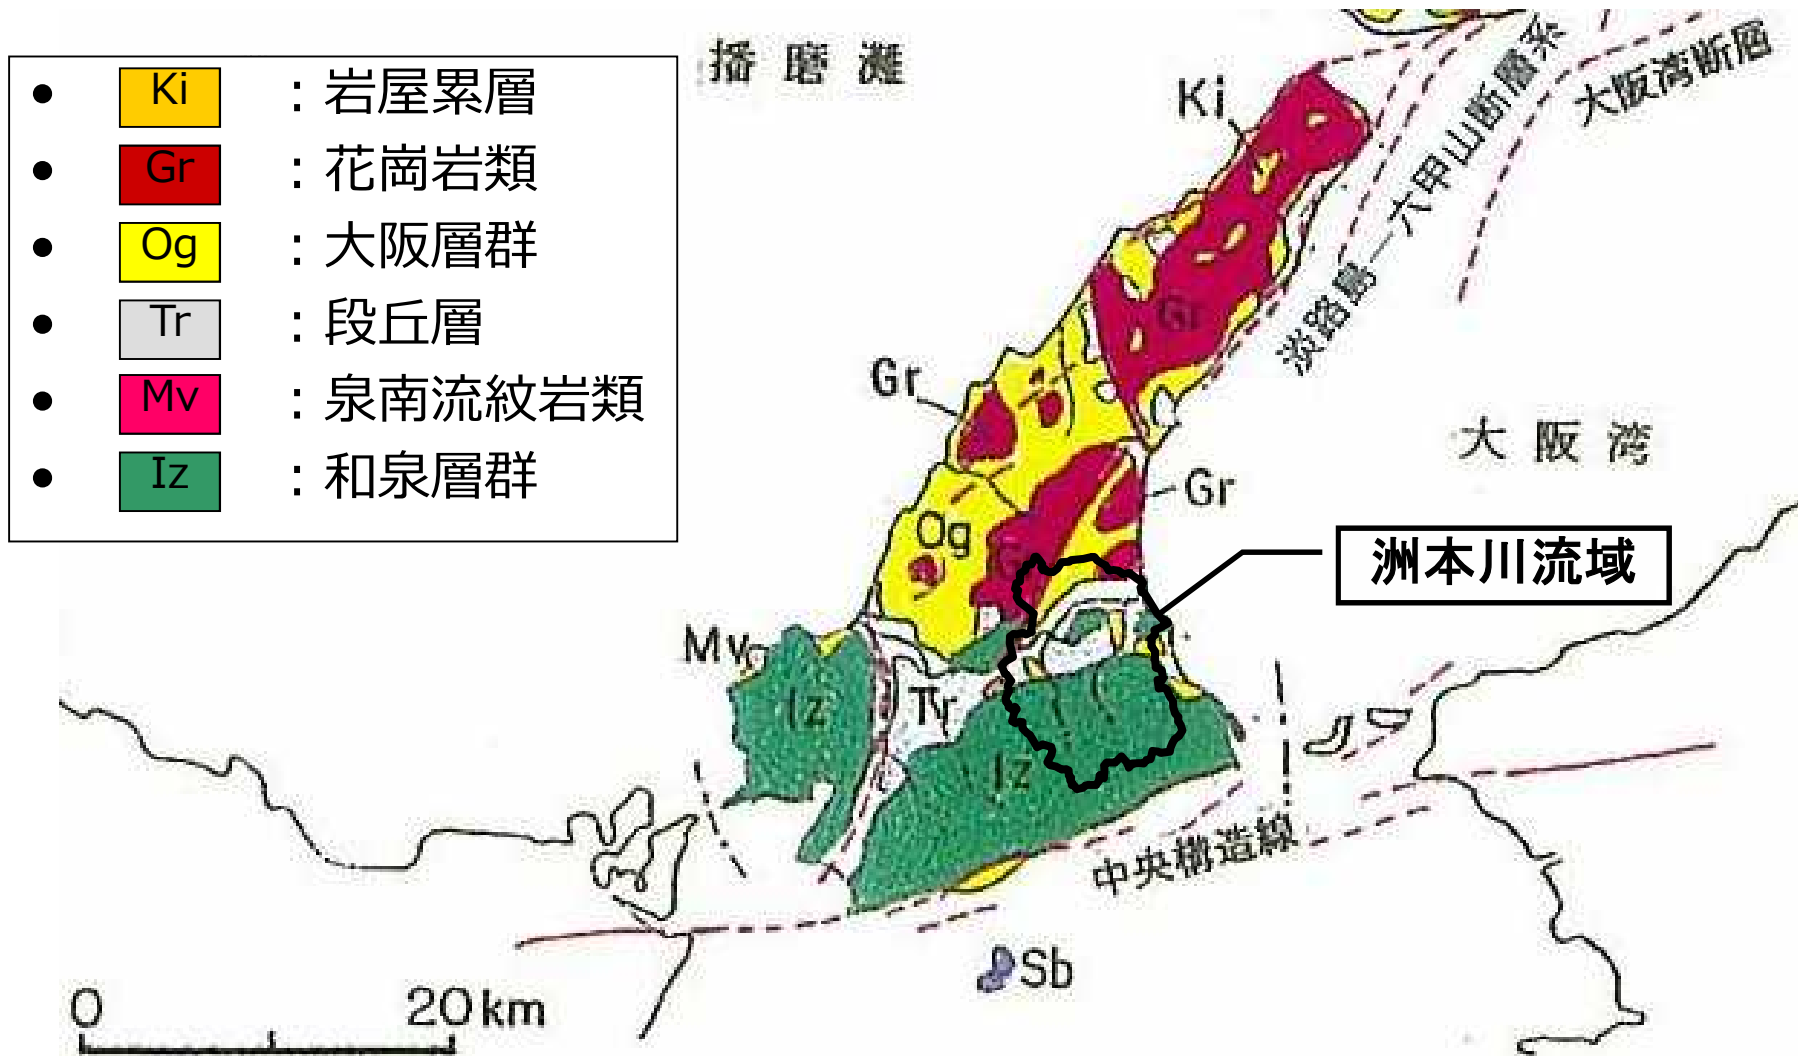 播磨灘
● Ki ：岩屋累層
● Gr ：花崗岩類
● Og ：大阪層群
● Tr ：段丘層
● Mv ：泉南流紋岩類
● Iz ：和泉層群
Ki
淡路島—六甲山断層系
大阪湾断層
Gr
Gr
大阪湾
Gr
Og
洲本川流域
Mv
Iz
Tr
Iz
中央構造線
Sb
0 20km